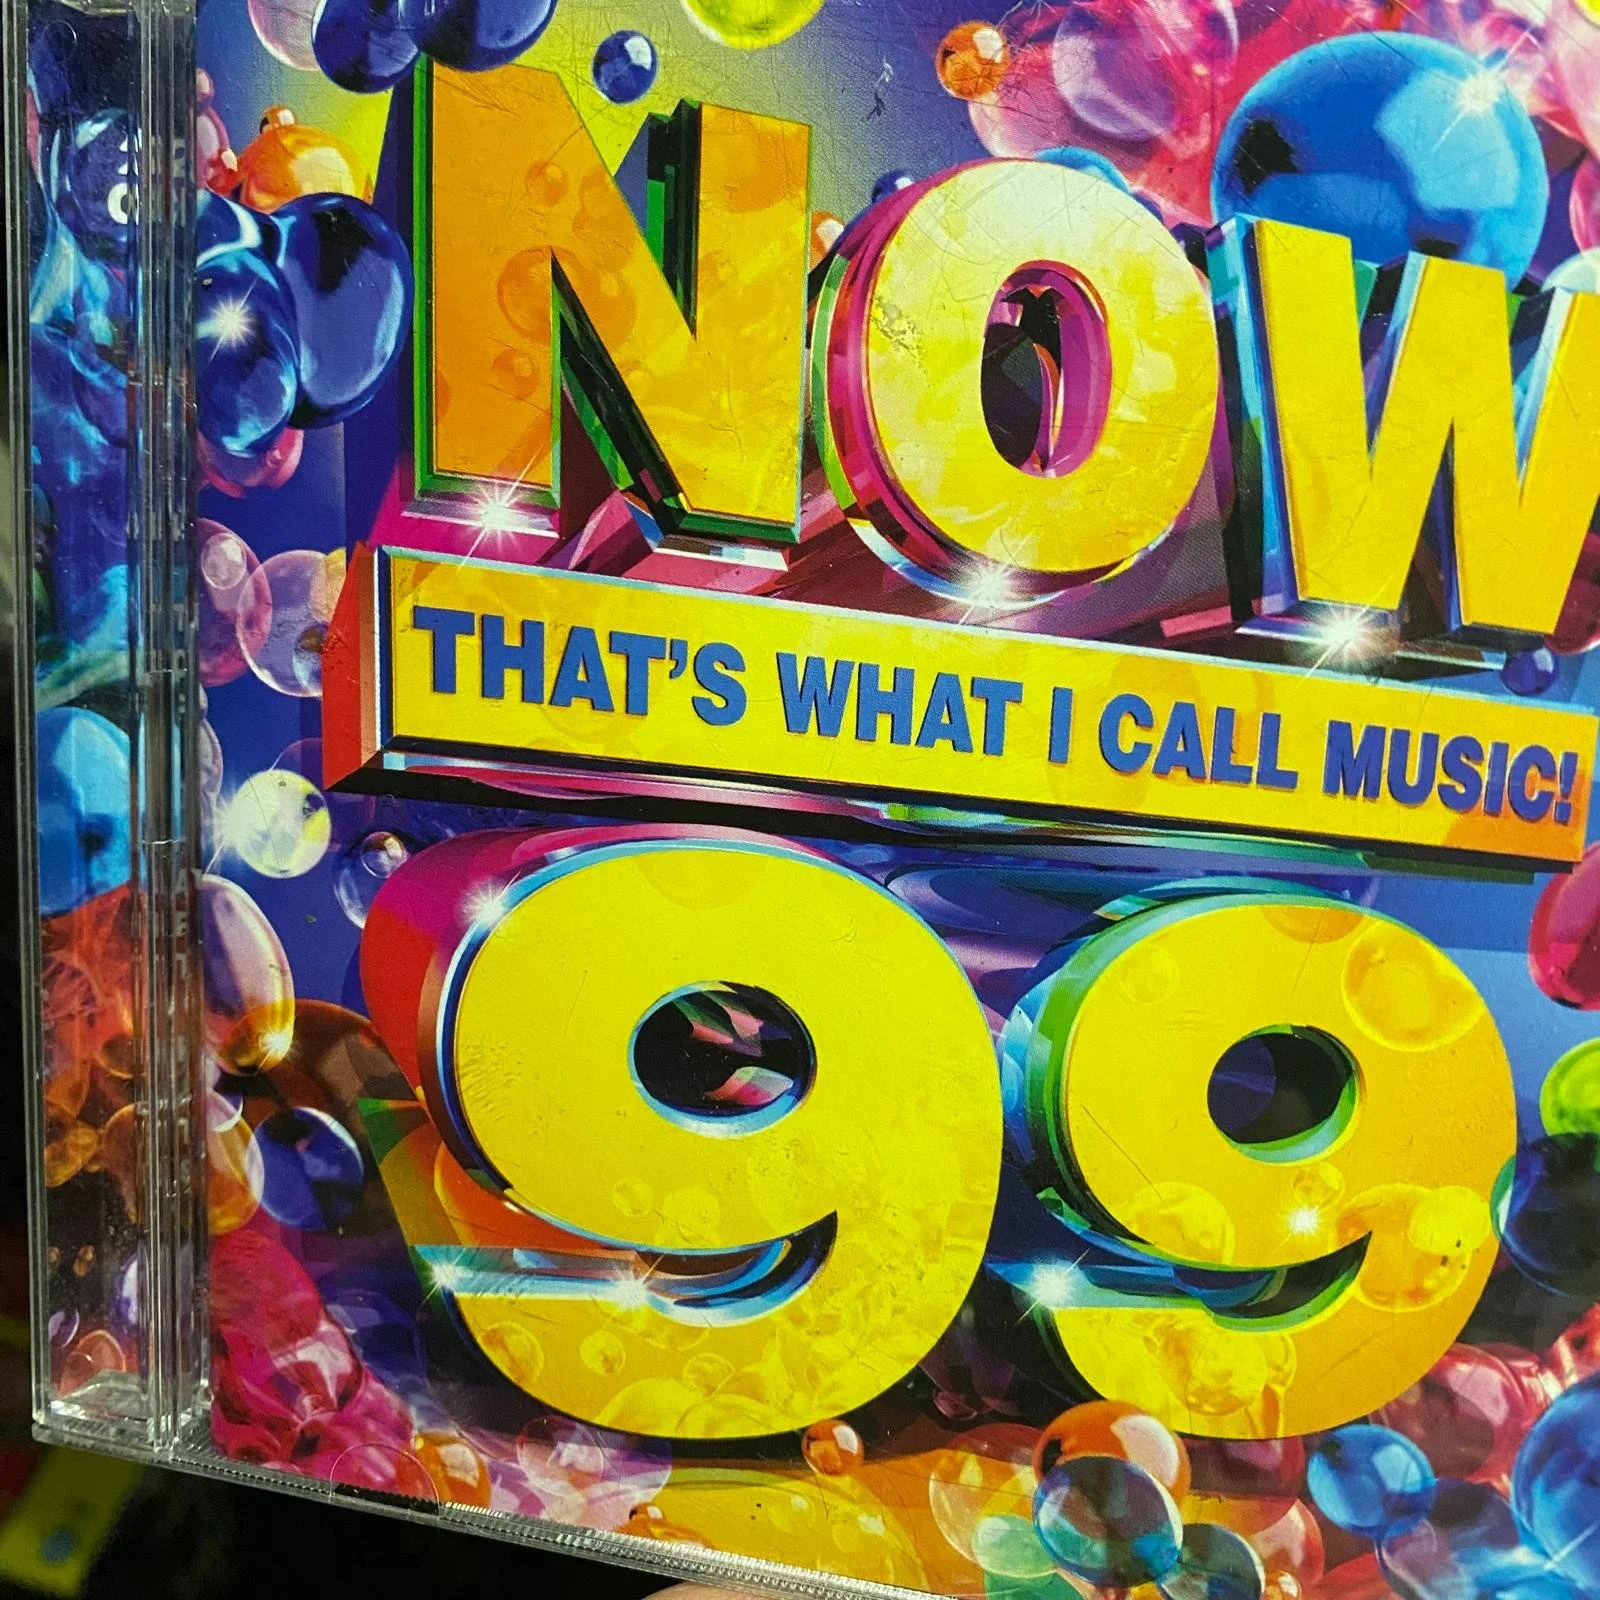 NOW
THAT'S WHAT I CALL MUSIC!
99